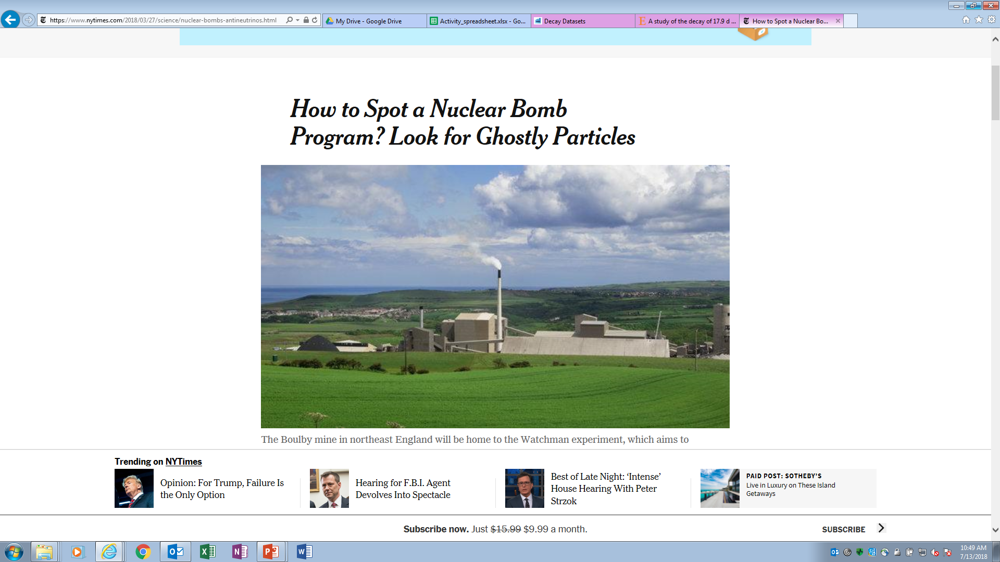 https://www.nytimes.com/2018/03/27/science/nuclear-bombs-antineutrinos.html
My Drive - Google Drive
Activity_spreadsheet.xlsx - Go...
Decay Datasets
A study of the decay of 17.9 d ...
How to Spot a Nuclear Bo...
How to Spot a Nuclear Bomb
Program? Look for Ghostly Particles
The Boulby mine in northeast England will be home to the Watchman experiment, which aims to
Trending on NYTimes
Opinion: For Trump, Failure Is
the Only Option
Hearing for F.B.I. Agent
Devolves Into Spectacle
Best of Late Night: ‘Intense’
House Hearing With Peter
Strzok
PAID POST: SOTHEBY’S
Live in Luxury on These Island
Getaways
Subscribe now. Just $15.99 $9.99 a month.
SUBSCRIBE
10:49 AM
7/13/2018